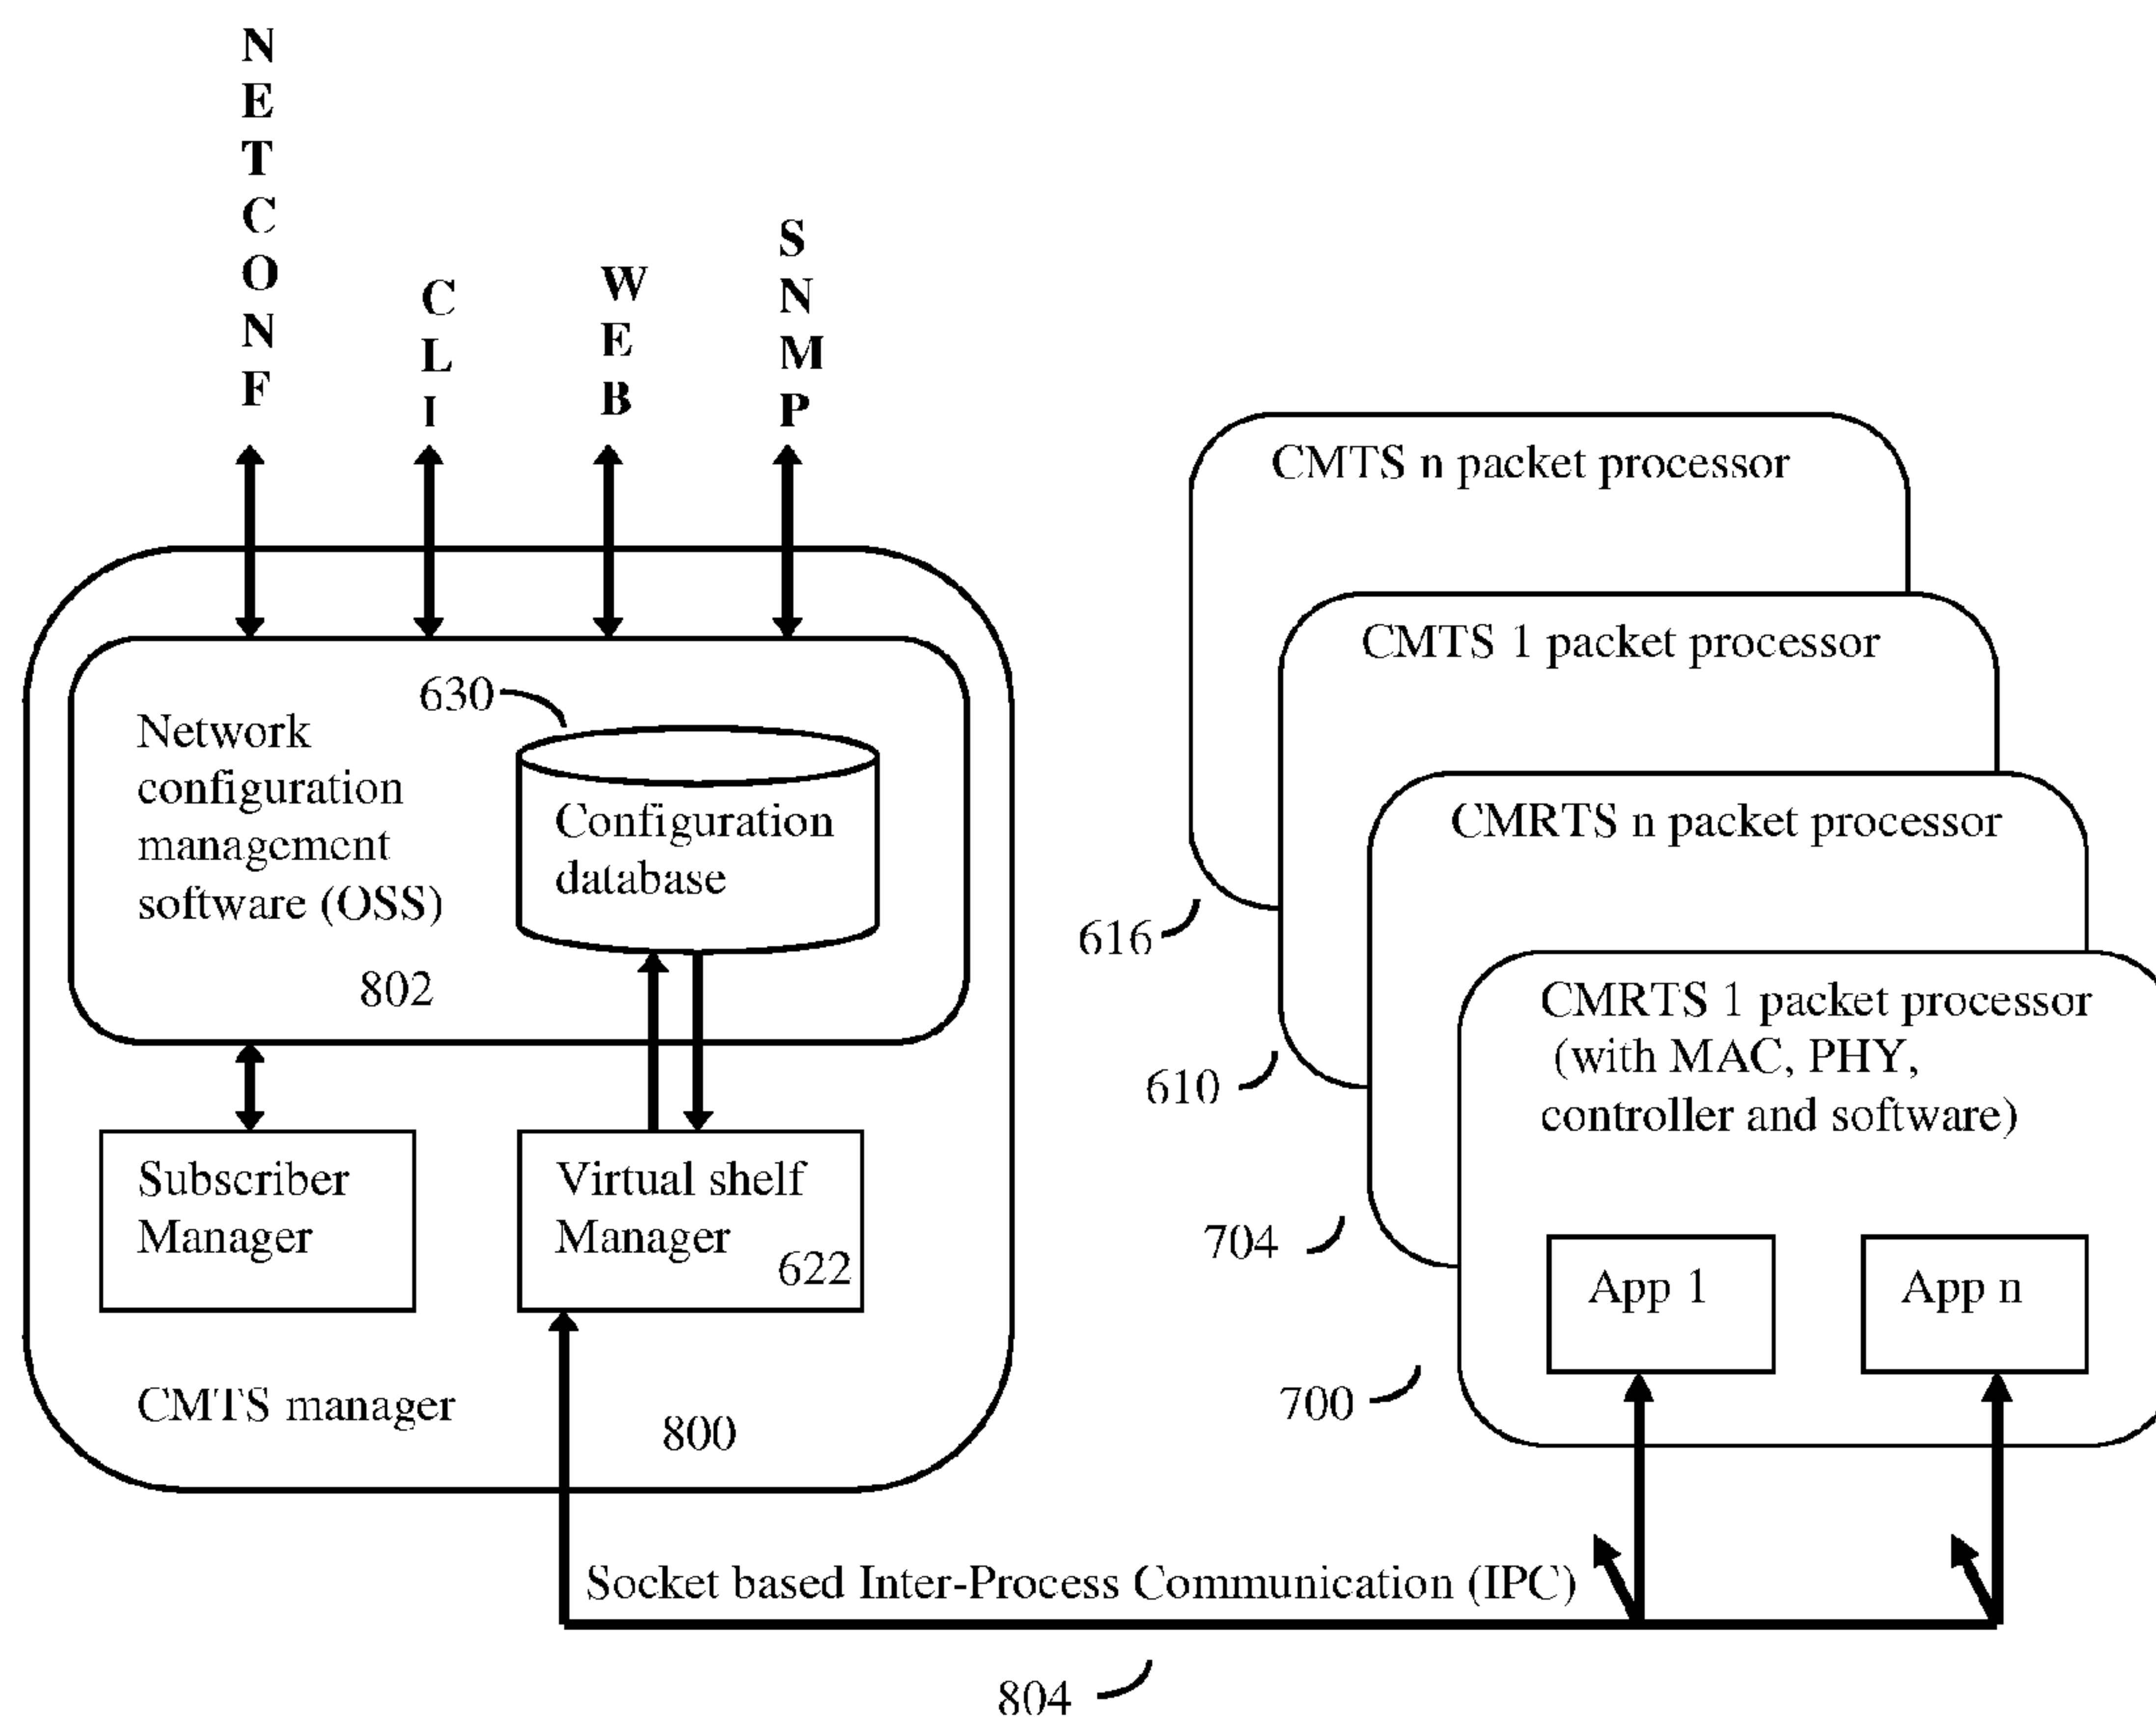 NETCONF
CLI
WEB
SNMP
630
Network
configuration
management
software (OSS)
802
Configuration
database
Subscriber
Manager
Virtual shelf
Manager
622
CMTS manager
800
CMTS n packet processor
616
CMTS 1 packet processor
610
CMRTS n packet processor
704
CMRTS 1 packet processor
(with MAC, PHY,
controller and software)
700
App 1
App n
Socket based Inter-Process Communication (IPC)
804